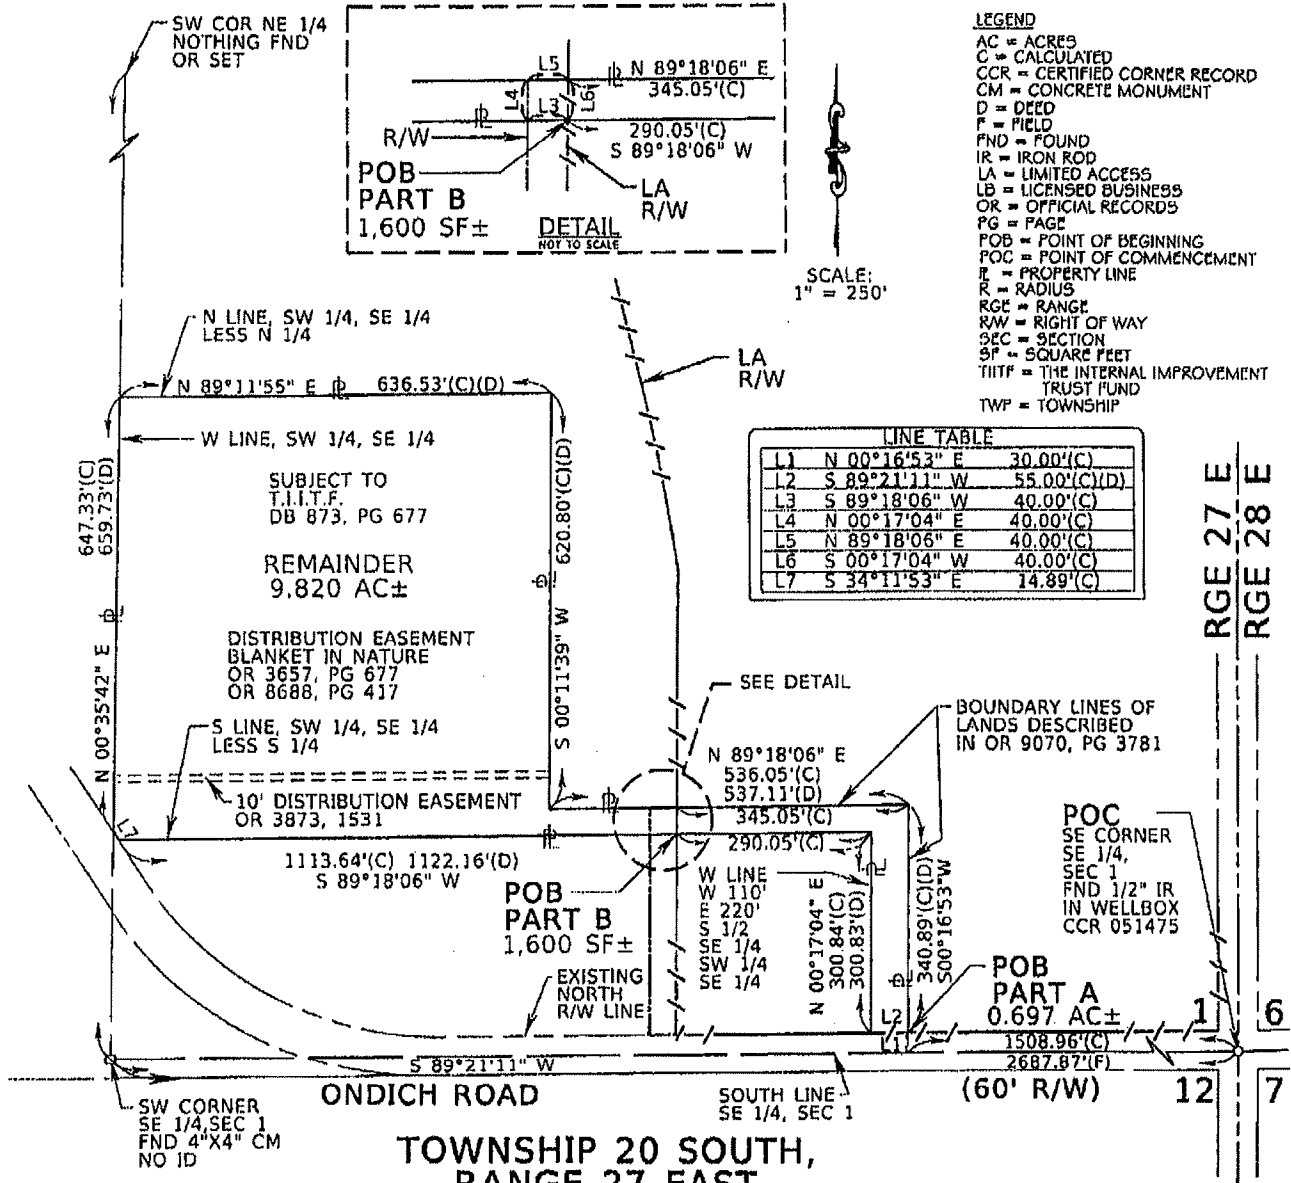 SW COR NE 1/4
NOTHING FND
OR SET
L5
L4
L3
L6
PL N 89°18'06" E
345.05'(C)
PL
R/W
290.05'(C)
S 89°18'06" W
POB
PART B
1,600 SF±
LA
R/W
DETAIL
NOT TO SCALE
SCALE:
1" = 250'
LEGEND
AC = ACRES
C = CALCULATED
CCR = CERTIFIED CORNER RECORD
CM = CONCRETE MONUMENT
D = DEED
F = FIELD
FND = FOUND
IR = IRON ROD
LA = LIMITED ACCESS
LB = LICENSED BUSINESS
OR = OFFICIAL RECORDS
PG = PAGE
POB = POINT OF BEGINNING
POC = POINT OF COMMENCEMENT
PL = PROPERTY LINE
R = RADIUS
RGE = RANGE
R/W = RIGHT OF WAY
SEC = SECTION
SF = SQUARE FEET
TIITF = THE INTERNAL IMPROVEMENT
TRUST FUND
TWP = TOWNSHIP
N LINE, SW 1/4, SE 1/4
LESS N 1/4
N 89°11'55" E PL 636.53'(C)(D)
LA
R/W
W LINE, SW 1/4, SE 1/4
647.33'(C)
659.73'(D)
PL
N 00°35'42" E
SUBJECT TO
T.I.I.T.F.
DB 873, PG 677
REMAINDER
9.820 AC±
620.80'(C)(D)
PL
S 00°11'39" W
LINE TABLE
L1 N 00°16'53" E 30.00'(C)
L2 S 89°21'11" W 55.00'(C)(D)
L3 S 89°18'06" W 40.00'(C)
L4 N 00°17'04" E 40.00'(C)
L5 N 89°18'06" E 40.00'(C)
L6 S 00°17'04" W 40.00'(C)
L7 S 34°11'53" E 14.89'(C)
RGE 27 E
RGE 28 E
DISTRIBUTION EASEMENT
BLANKET IN NATURE
OR 3657, PG 677
OR 8688, PG 417
SEE DETAIL
BOUNDARY LINES OF
LANDS DESCRIBED
IN OR 9070, PG 3781
S LINE, SW 1/4, SE 1/4
LESS S 1/4
N 89°18'06" E
536.05'(C)
537.11'(D)
PL
345.05'(C)
10' DISTRIBUTION EASEMENT
OR 3873, 1531
L7
PL
290.05'(C)
1113.64'(C) 1122.16'(D)
S 89°18'06" W
POC
SE CORNER
SE 1/4,
SEC 1
FND 1/2" IR
IN WELLBOX
CCR 051475
POB
PART B
1,600 SF±
W LINE
W 110'
E 220'
S 1/2
SE 1/4
SW 1/4
SE 1/4
N 00°17'04" E
300.84'(C)
300.83'(D)
PL
340.89'(C)(D)
S00°16'53"W
PL
EXISTING
NORTH
R/W LINE
POB
PART A
0.697 AC±
L2
L1
1 6
1508.96'(C)
2687.87'(F)
S 89°21'11" W
ONDICH ROAD
SOUTH LINE
SE 1/4, SEC 1
(60' R/W)
12 7
SW CORNER
SE 1/4,SEC 1
FND 4"X4" CM
NO ID
TOWNSHIP 20 SOUTH,
RANGE 27 EAST